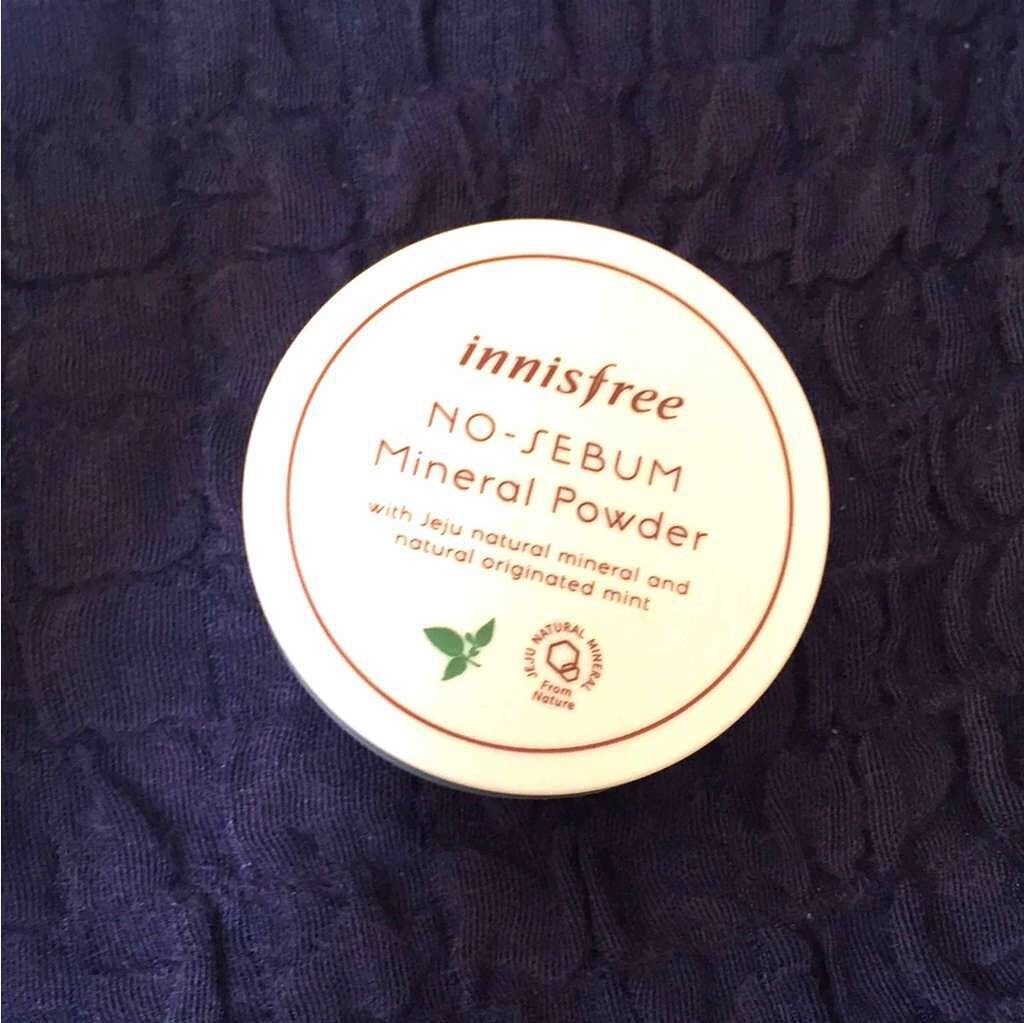 innisfree
NO-SEBUM
Mineral Powder
with Jeju natural mineral and
natural originated mint
JEJU NATURAL MINERAL
From
Nature